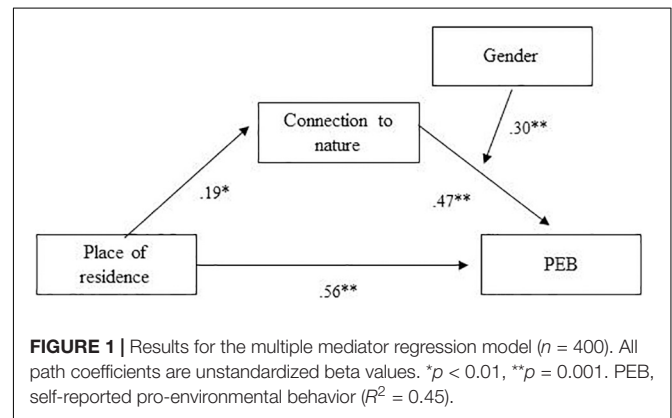 Gender
Connection to
nature
.30**
.19*
.47**
Place of
residence
PEB
.56**
FIGURE 1 | Results for the multiple mediator regression model (n = 400). All
path coefficients are unstandardized beta values. *p < 0.01, **p = 0.001. PEB,
self-reported pro-environmental behavior (R² = 0.45).